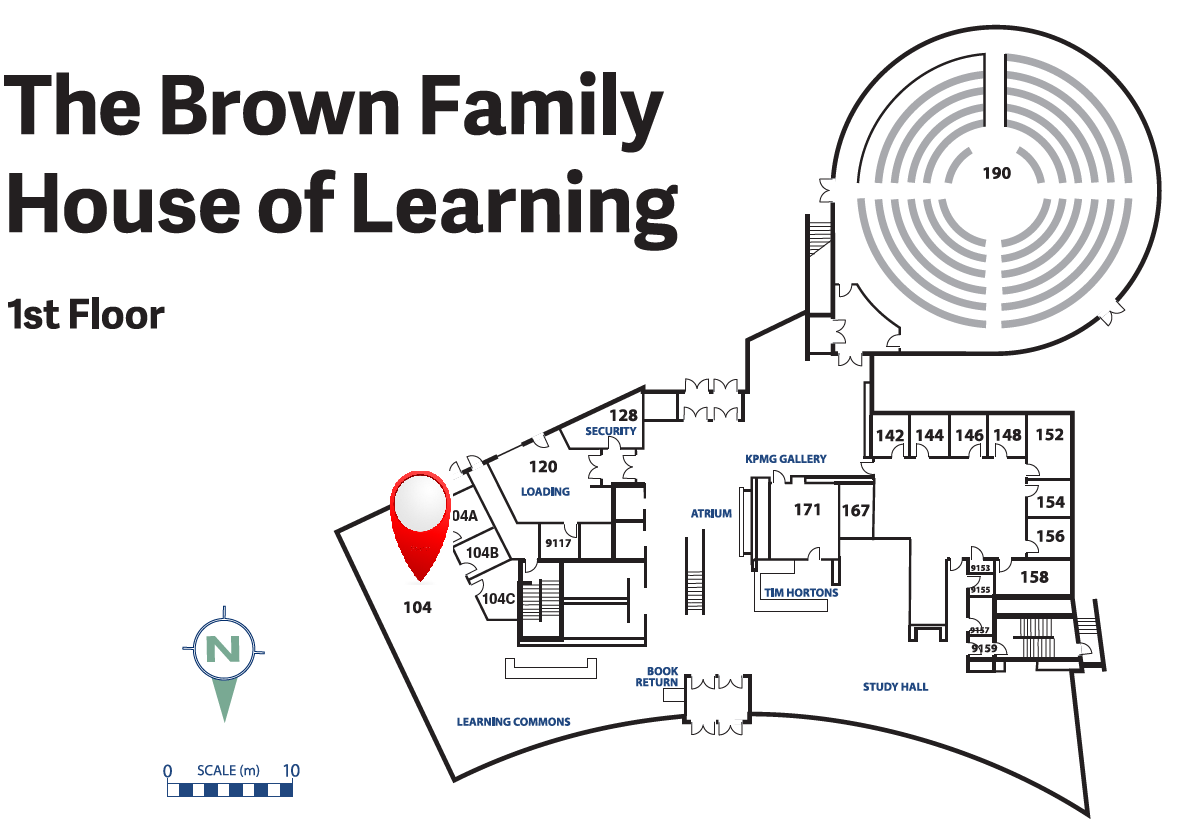 The Brown Family
House of Learning
1st Floor
190
128
SECURITY
142
144
146
148
152
120
LOADING
KPMG GALLERY
154
04A
ATRIUM
171
167
9117
156
104B
9153
158
9155
TIM HORTONS
104C
104
9157
9159
N
BOOK
RETURN
STUDY HALL
LEARNING COMMONS
0 SCALE (m) 10